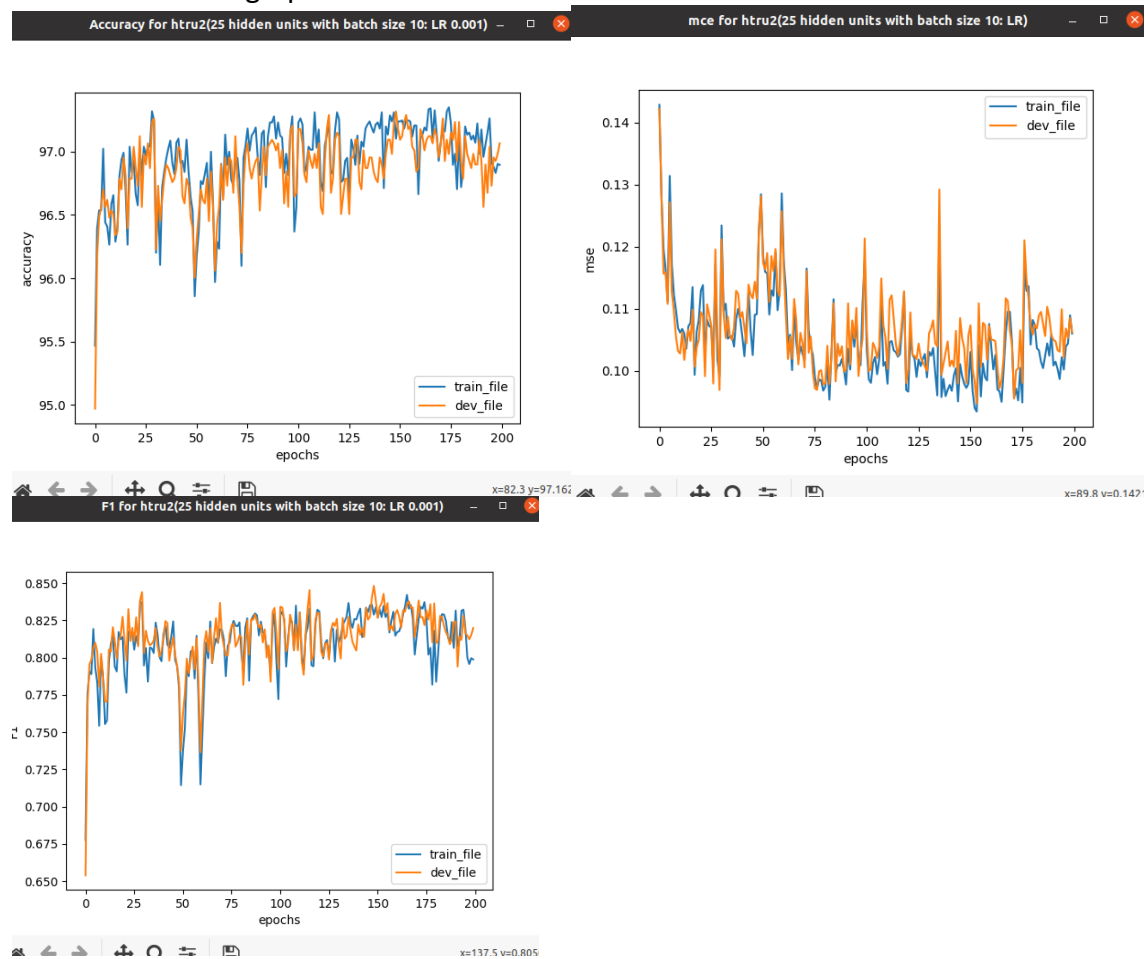 Accuracy for htru2(25 hidden units with batch size 10: LR 0.001)
97.0
96.5
96.0
95.5
95.0
accuracy
train_file
dev_file
0 25 50 75 100 125 150 175 200
epochs
x=82.3 y=97.162
mce for htru2(25 hidden units with batch size 10: LR)
train_file
dev_file
0.14
0.13
0.12
0.11
0.10
mse
0 25 50 75 100 125 150 175 200
epochs
x=89.8 y=0.1421
F1 for htru2(25 hidden units with batch size 10: LR 0.001)
0.850
0.825
0.800
0.775
0.750
0.725
0.700
0.675
0.650
F1
train_file
dev_file
0 25 50 75 100 125 150 175 200
epochs
x=137.5 y=0.805